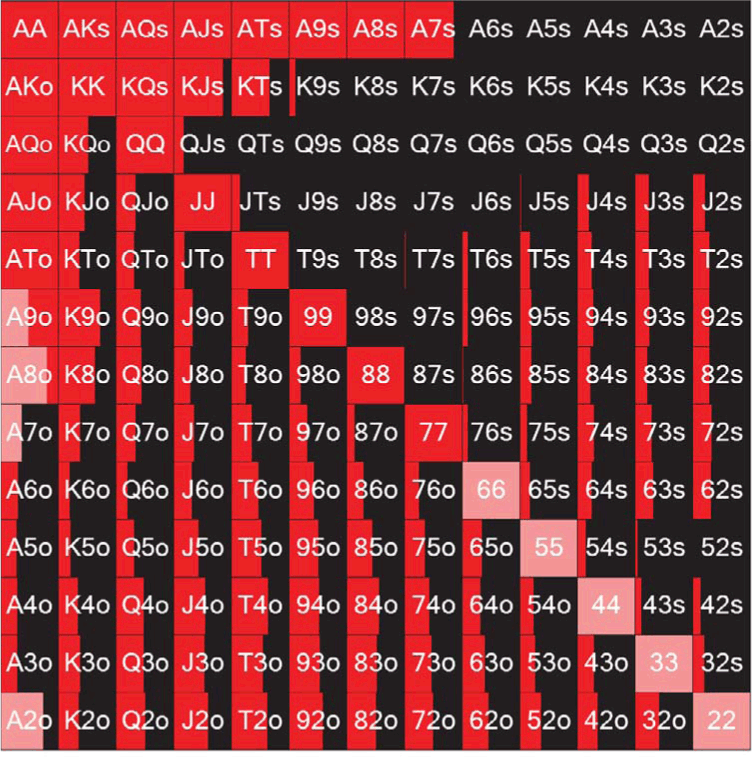 AA AKs AQs AJs ATs A9s A8s A7s A6s A5s A4s A3s A2s
AKo KK KQs KJs KTs K9s K8s K7s K6s K5s K4s K3s K2s
AQo KQo QQ QJs QTs Q9s Q8s Q7s Q6s Q5s Q4s Q3s Q2s
AJo KJo QJo JJ JTs J9s J8s J7s J6s J5s J4s J3s J2s
ATo KTo QTo JTo TT T9s T8s T7s T6s T5s T4s T3s T2s
A9o K9o Q9o J9o T9o 99 98s 97s 96s 95s 94s 93s 92s
A8o K8o Q8o J8o T8o 98o 88 87s 86s 85s 84s 83s 82s
A7o K7o Q7o J7o T7o 97o 87o 77 76s 75s 74s 73s 72s
A6o K6o Q6o J6o T6o 96o 86o 76o 66 65s 64s 63s 62s
A5o K5o Q5o J5o T5o 95o 85o 75o 65o 55 54s 53s 52s
A4o K4o Q4o J4o T4o 94o 84o 74o 64o 54o 44 43s 42s
A3o K3o Q3o J3o T3o 93o 83o 73o 63o 53o 43o 33 32s
A2o K2o Q2o J2o T2o 92o 82o 72o 62o 52o 42o 32o 22